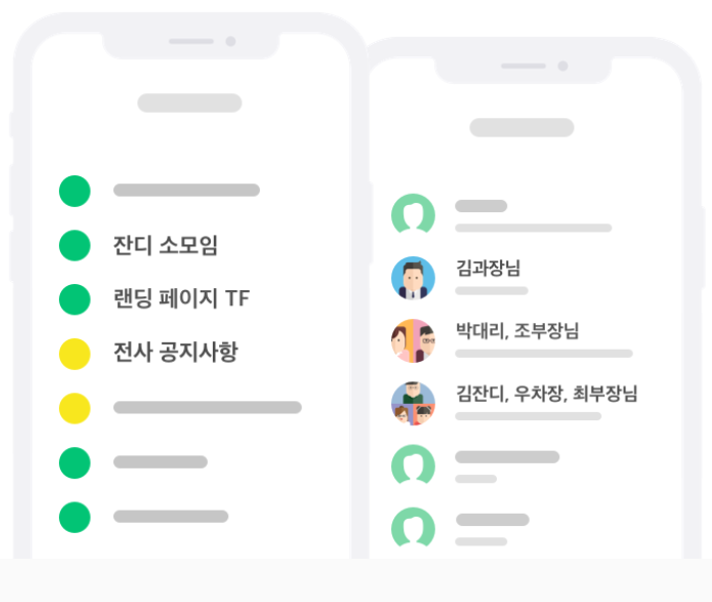 잔디 소모임
랜딩 페이지 TF
전사 공지사항
김과장님
박대리, 조부장님
김잔디, 우차장, 최부장님